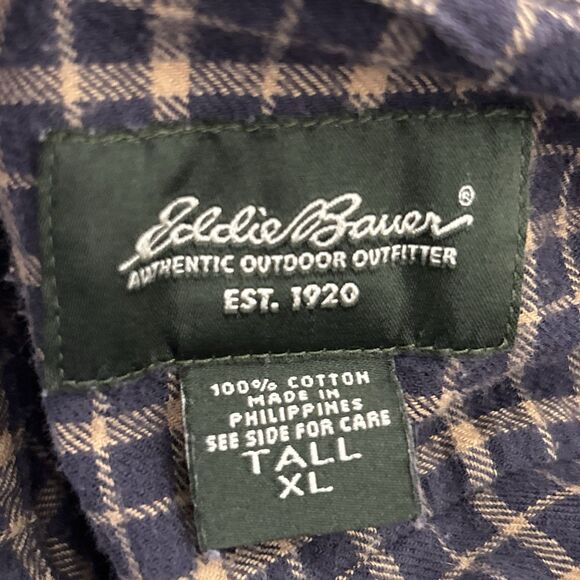 Eddie Bauer®
AUTHENTIC OUTDOOR OUTFITTER
EST. 1920
100% COTTON
MADE IN
PHILIPPINES
SEE SIDE FOR CARE
TALL
XL